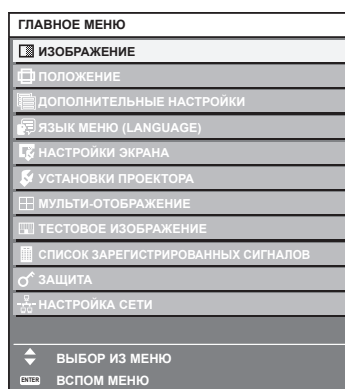 ГЛАВНОЕ МЕНЮ
ИЗОБРАЖЕНИЕ
ПОЛОЖЕНИЕ
ДОПОЛНИТЕЛЬНЫЕ НАСТРОЙКИ
ЯЗЫК МЕНЮ (LANGUAGE)
НАСТРОЙКИ ЭКРАНА
УСТАНОВКИ ПРОЕКТОРА
МУЛЬТИ-ОТОБРАЖЕНИЕ
ТЕСТОВОЕ ИЗОБРАЖЕНИЕ
СПИСОК ЗАРЕГИСТРИРОВАННЫХ СИГНАЛОВ
ЗАЩИТА
НАСТРОЙКА СЕТИ
ВЫБОР ИЗ МЕНЮ
ENTER ВСПОМ МЕНЮ